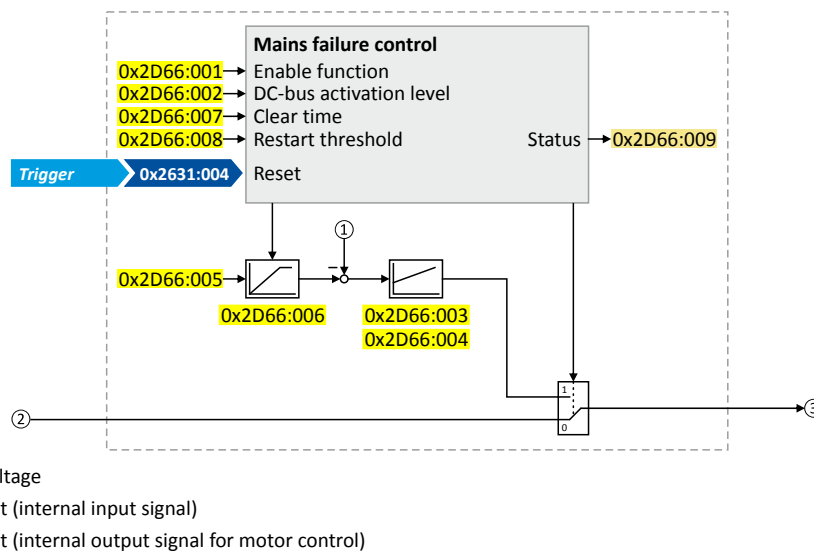 Mains failure control
0x2D66:001 Enable function
0x2D66:002 DC-bus activation level
0x2D66:007 Clear time
0x2D66:008 Restart threshold Status 0x2D66:009
Trigger 0x2631:004 Reset
1
0x2D66:005
0x2D66:006 0x2D66:003
0x2D66:004
1
2 3
0
ltage
t (internal input signal)
t (internal output signal for motor control)